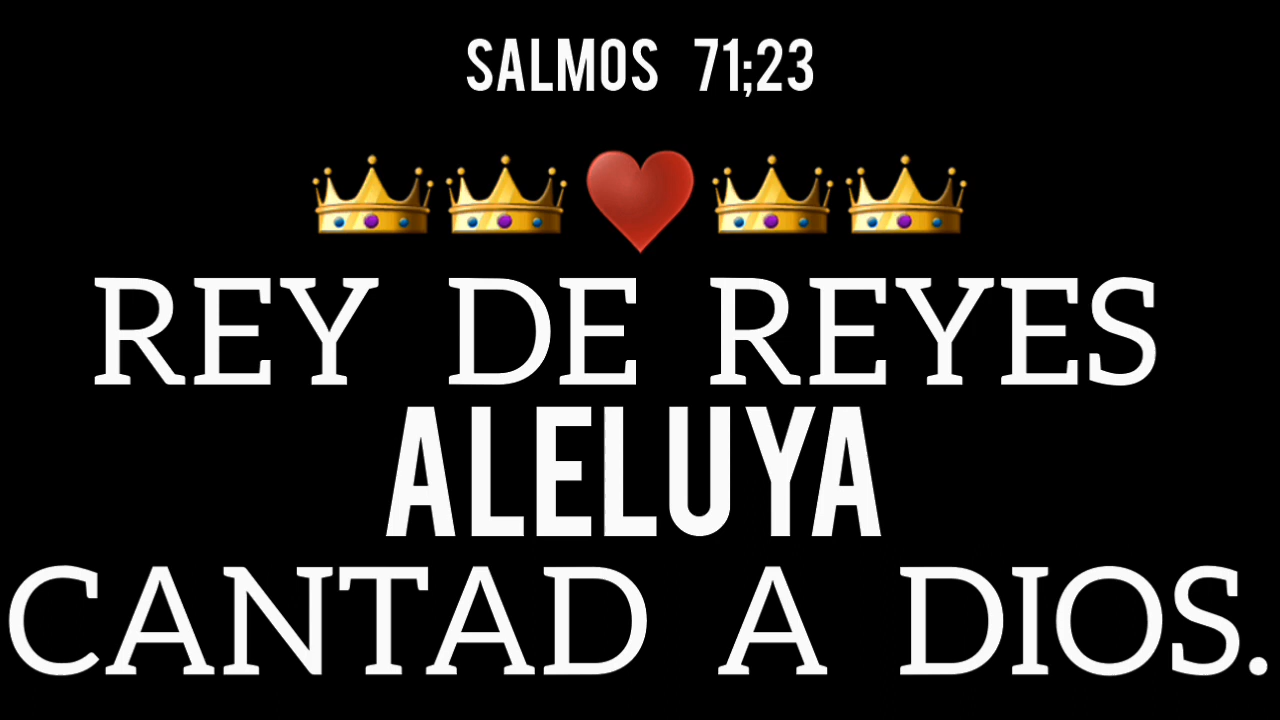 SALMOS 71;23
REY DE REYES
ALELUYA
CANTAD A DIOS.